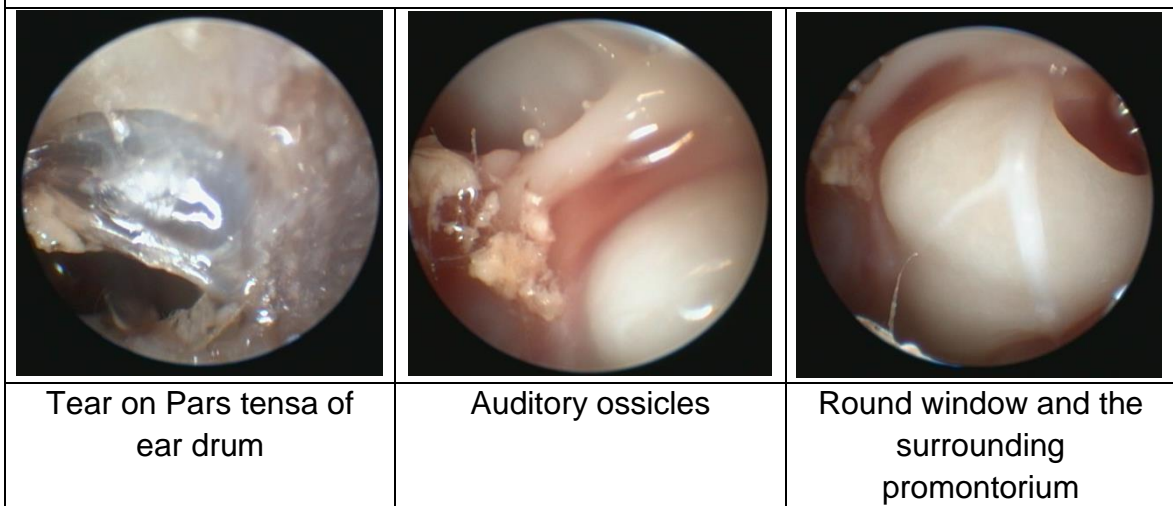 Tear on Pars tensa of
ear drum
Auditory ossicles
Round window and the
surrounding
promontorium